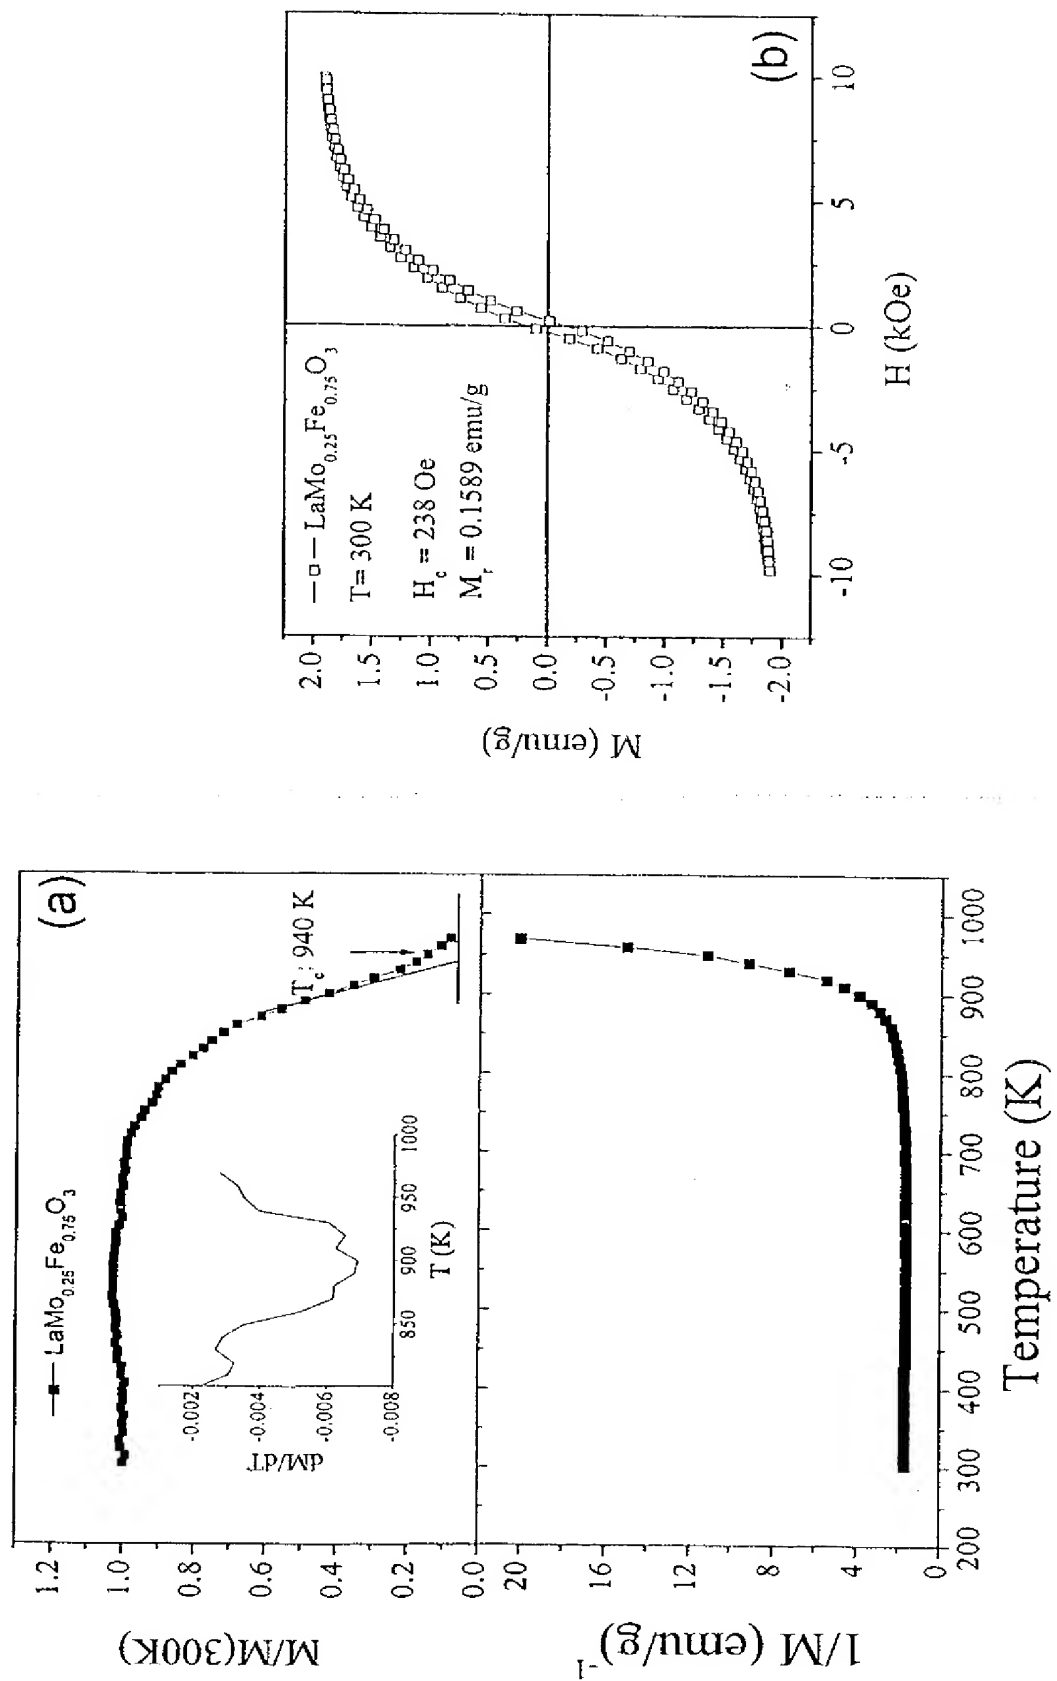 (a)
—■— LaMo0.25Fe0.75O3
Tc: 940 K
M/M(300K)
1.2
1.0
0.8
0.6
0.4
0.2
0.0
dM/dT
-0.002
-0.004
-0.006
-0.008
850 900 950 1000
T (K)
1/M (emu/g)-1
20
16
12
8
4
0
200 300 400 500 600 700 800 900 1000
Temperature (K)
(b)
—□— LaMo0.25Fe0.75O3
T= 300 K
Hc = 238 Oe
Mr = 0.1589 emu/g
M (emu/g)
2.0
1.5
1.0
0.5
0.0
-0.5
-1.0
-1.5
-2.0
-10 -5 0 5 10
H (kOe)